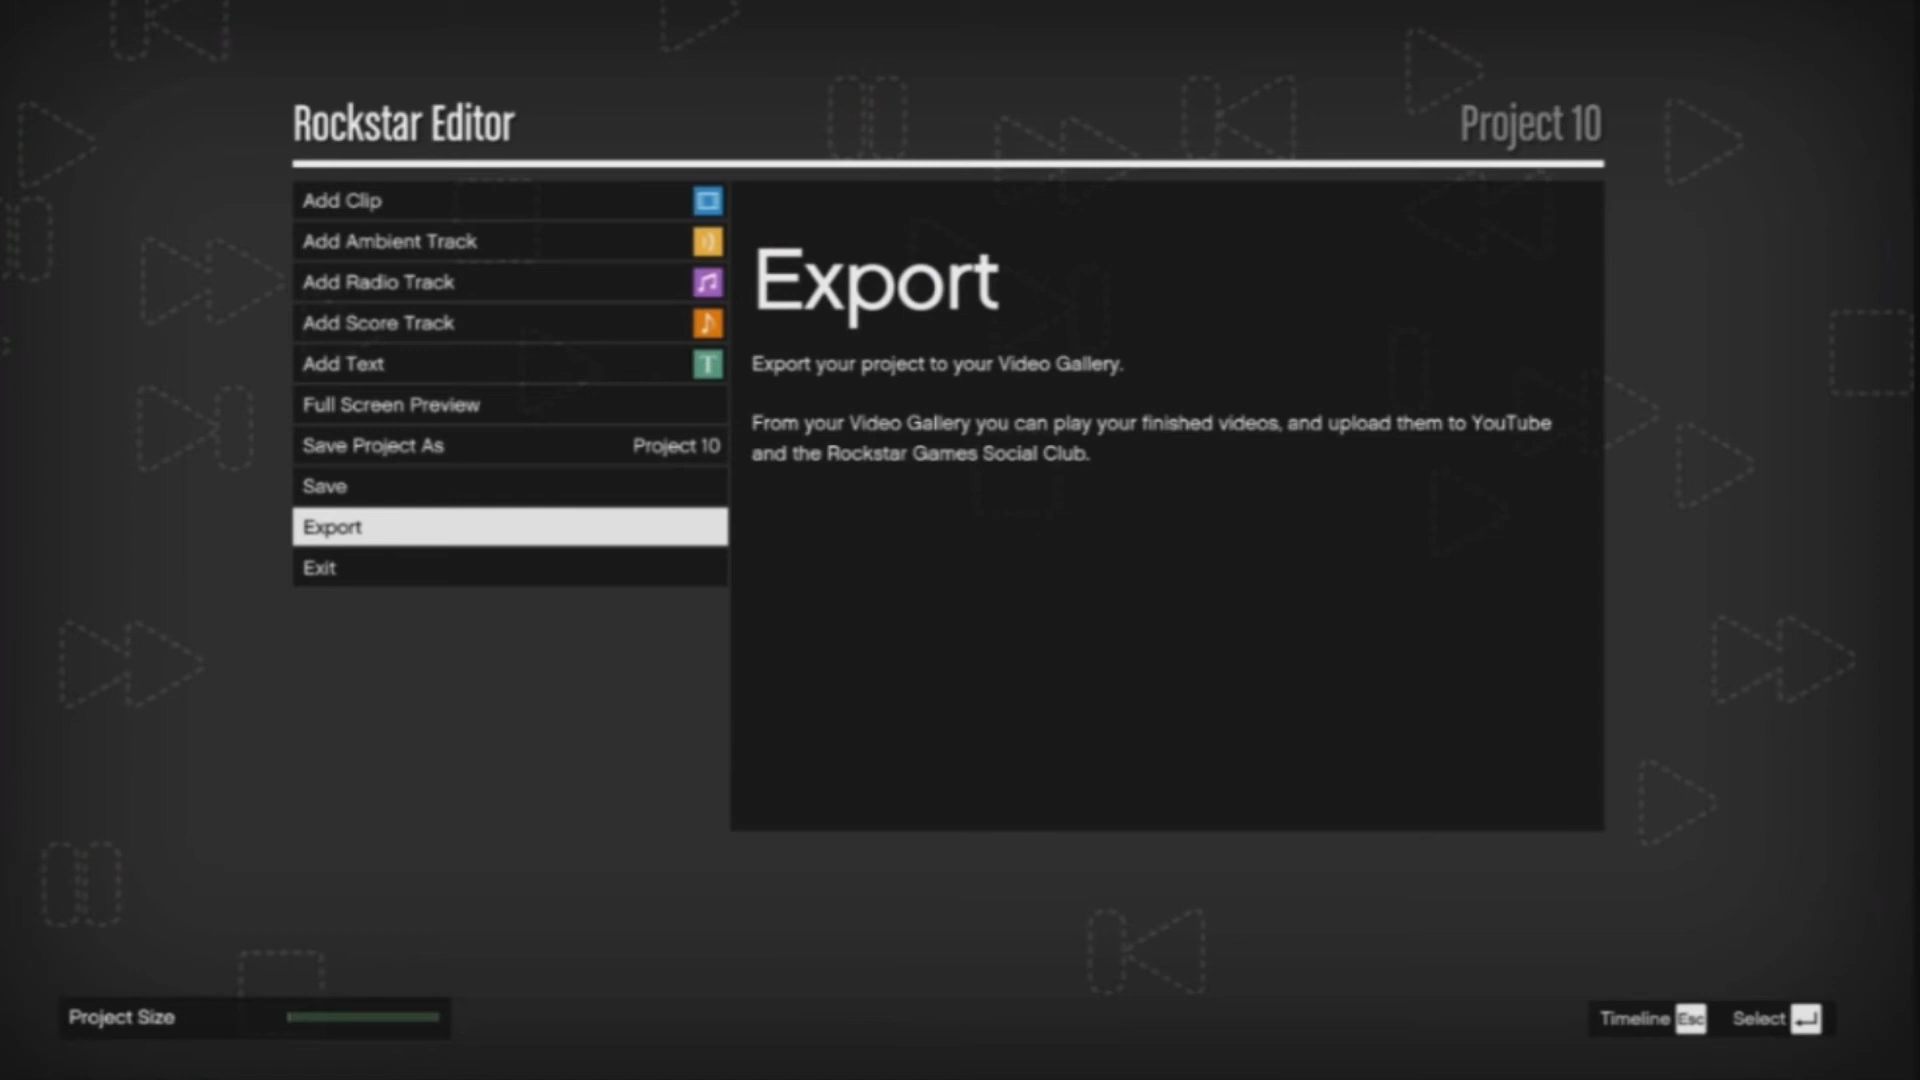 Rockstar Editor
Project 10
Add Clip
Add Ambient Track
Add Radio Track
Add Score Track
Add Text
T
Full Screen Preview
Save Project As Project 10
Save
Export
Exit
Export
Export your project to your Video Gallery.
From your Video Gallery you can play your finished videos, and upload them to YouTube
and the Rockstar Games Social Club.
Project Size
Timeline Esc Select